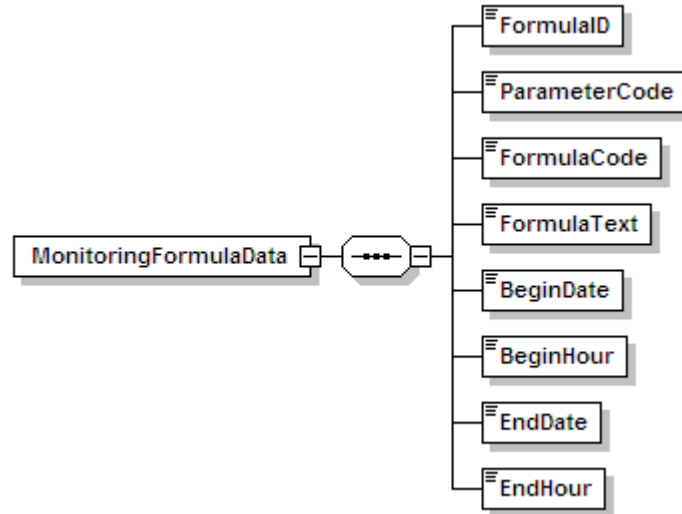 FormulaID
ParameterCode
FormulaCode
FormulaText
MonitoringFormulaData
BeginDate
BeginHour
EndDate
EndHour